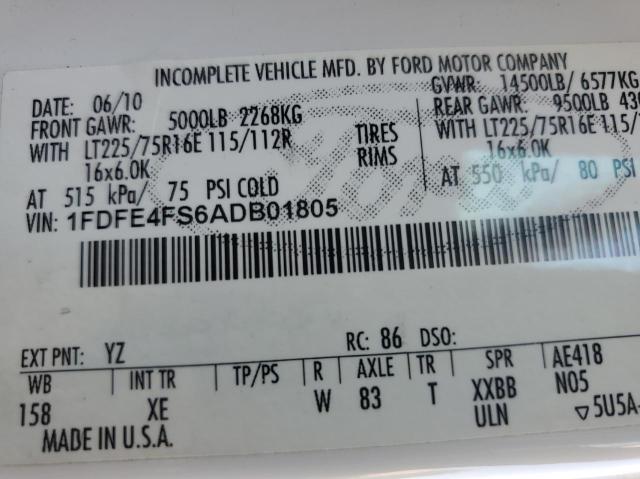 INCOMPLETE VEHICLE MFD. BY FORD MOTOR COMPANY
DATE: 06/10 GVWR: 14500LB/ 6577KG
FRONT GAWR: 5000LB 2268KG REAR GAWR: 9500LB
WITH LT225/75R16E 115/112R TIRES WITH LT225/75R16E 115/
16x6.0K RIMS 16x6.0K
AT 515 kPa/ 75 PSI COLD AT 550 kPa/ 80 PSI
VIN: 1FDFE4FS6ADB01805
Ford
EXT PNT: YZ RC: 86 DSO:
WB INT TR TP/PS R AXLE TR SPR AE418
158 XE W 83 T XXBB N05
ULN ▽5U5A-
MADE IN U.S.A.